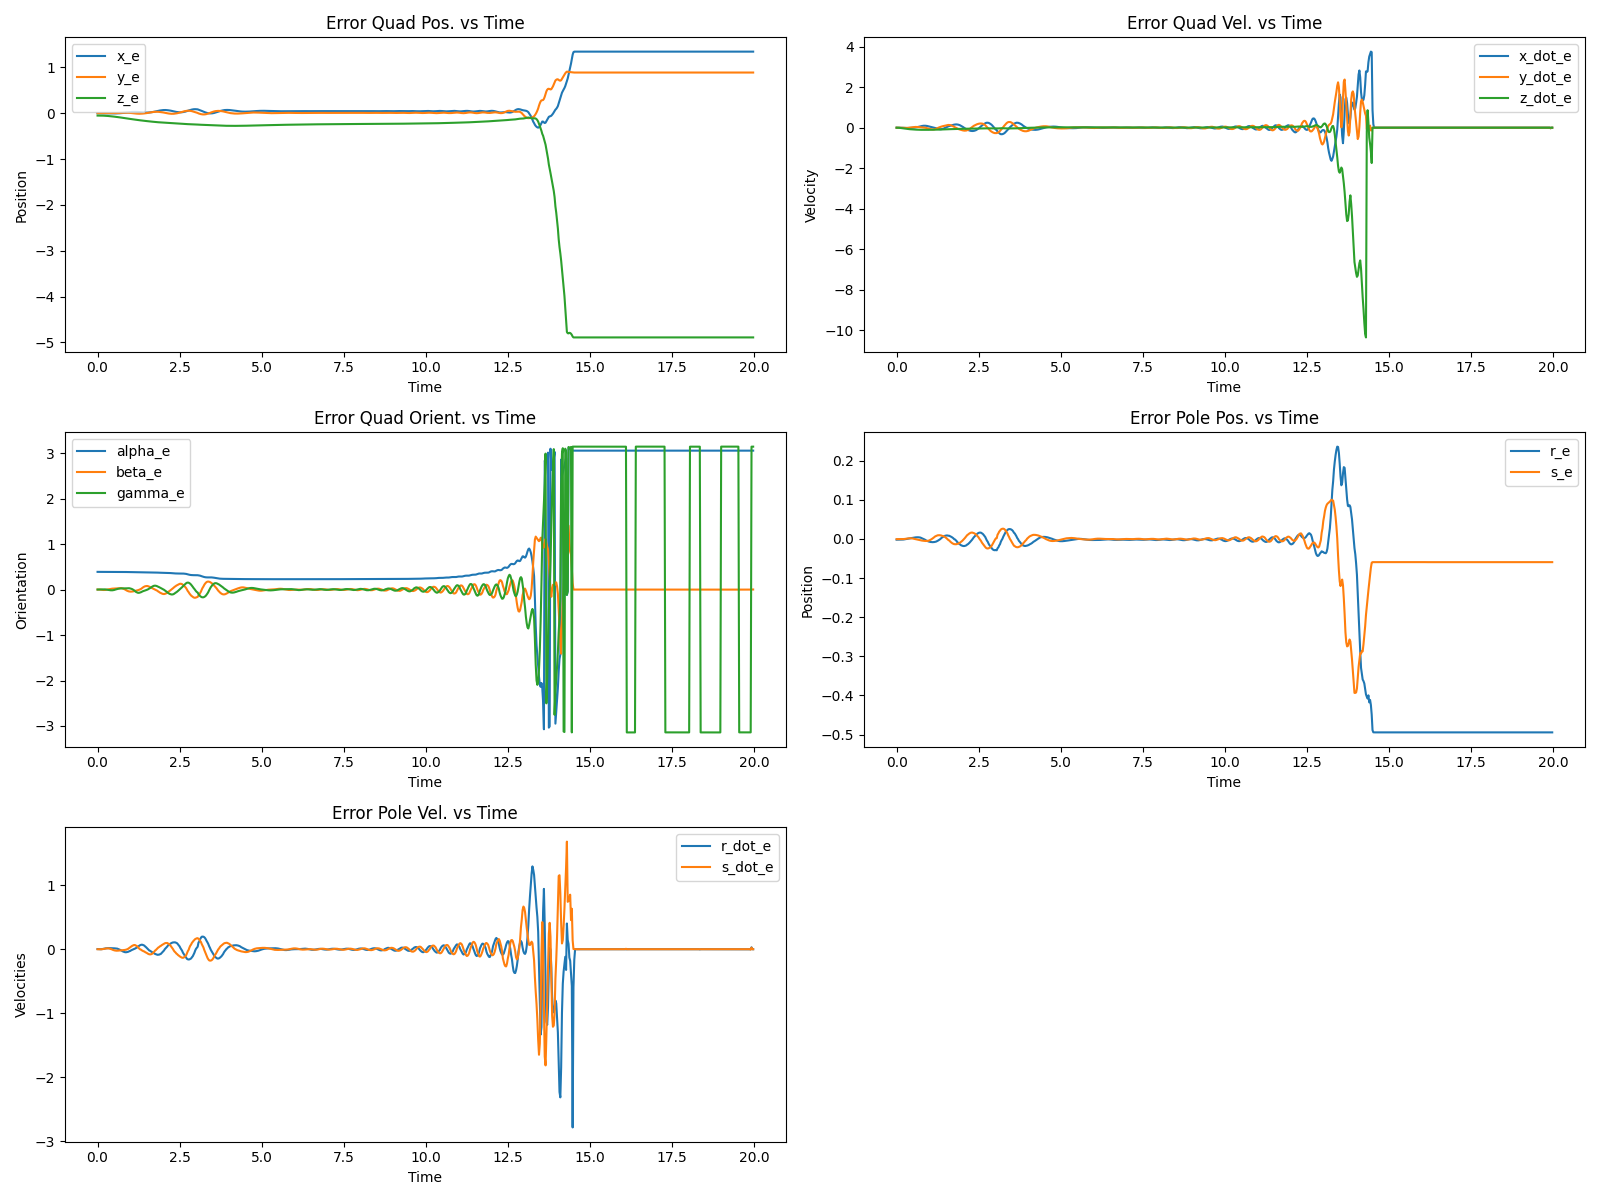 Error Quad Pos. vs Time
x_e
y_e
z_e
Position
1
0
−1
−2
−3
−4
−5
0.0 2.5 5.0 7.5 10.0 12.5 15.0 17.5 20.0
Time
Error Quad Vel. vs Time
x_dot_e
y_dot_e
z_dot_e
Velocity
4
2
0
−2
−4
−6
−8
−10
0.0 2.5 5.0 7.5 10.0 12.5 15.0 17.5 20.0
Time
Error Quad Orient. vs Time
alpha_e
beta_e
gamma_e
Orientation
3
2
1
0
−1
−2
−3
0.0 2.5 5.0 7.5 10.0 12.5 15.0 17.5 20.0
Time
Error Pole Pos. vs Time
r_e
s_e
Position
0.2
0.1
0.0
−0.1
−0.2
−0.3
−0.4
−0.5
0.0 2.5 5.0 7.5 10.0 12.5 15.0 17.5 20.0
Time
Error Pole Vel. vs Time
r_dot_e
s_dot_e
Velocities
1
0
−1
−2
−3
0.0 2.5 5.0 7.5 10.0 12.5 15.0 17.5 20.0
Time